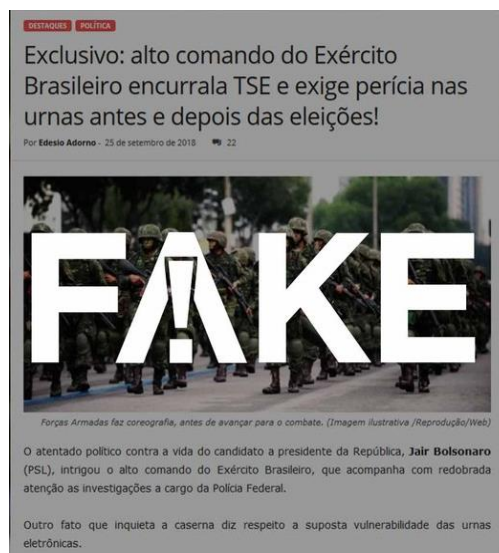 DESTAQUES POLÍTICA
Exclusivo: alto comando do Exército
Brasileiro encurrala TSE e exige perícia nas
urnas antes e depois das eleições!
Por Edesio Adorno - 25 de setembro de 2018 22
FAKE
Forças Armadas faz coreografia, antes de avançar para o combate. (Imagem ilustrativa /Reprodução/Web)
O atentado político contra a vida do candidato a presidente da República, Jair Bolsonaro
(PSL), intrigou o alto comando do Exército Brasileiro, que acompanha com redobrada
atenção as investigações a cargo da Polícia Federal.
Outro fato que inquieta a caserna diz respeito a suposta vulnerabilidade das urnas
eletrônicas.